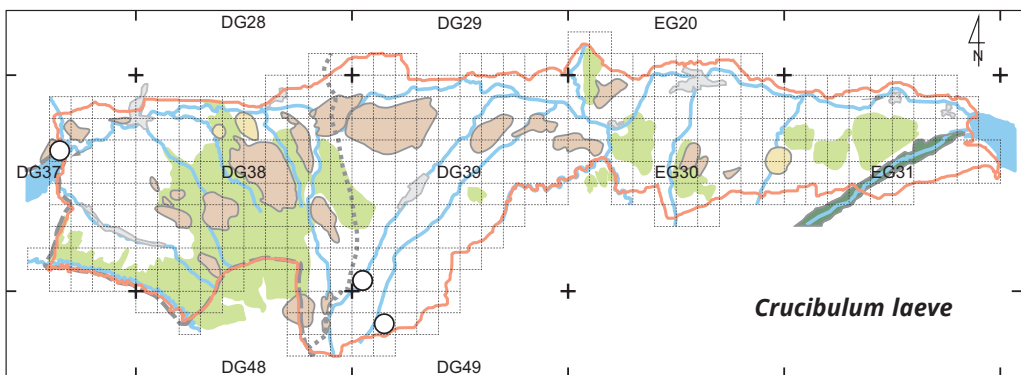 DG28 DG29 EG20
N
DG37 DG38 DG39 EG30 EG31
Crucibulum laeve
DG48 DG49